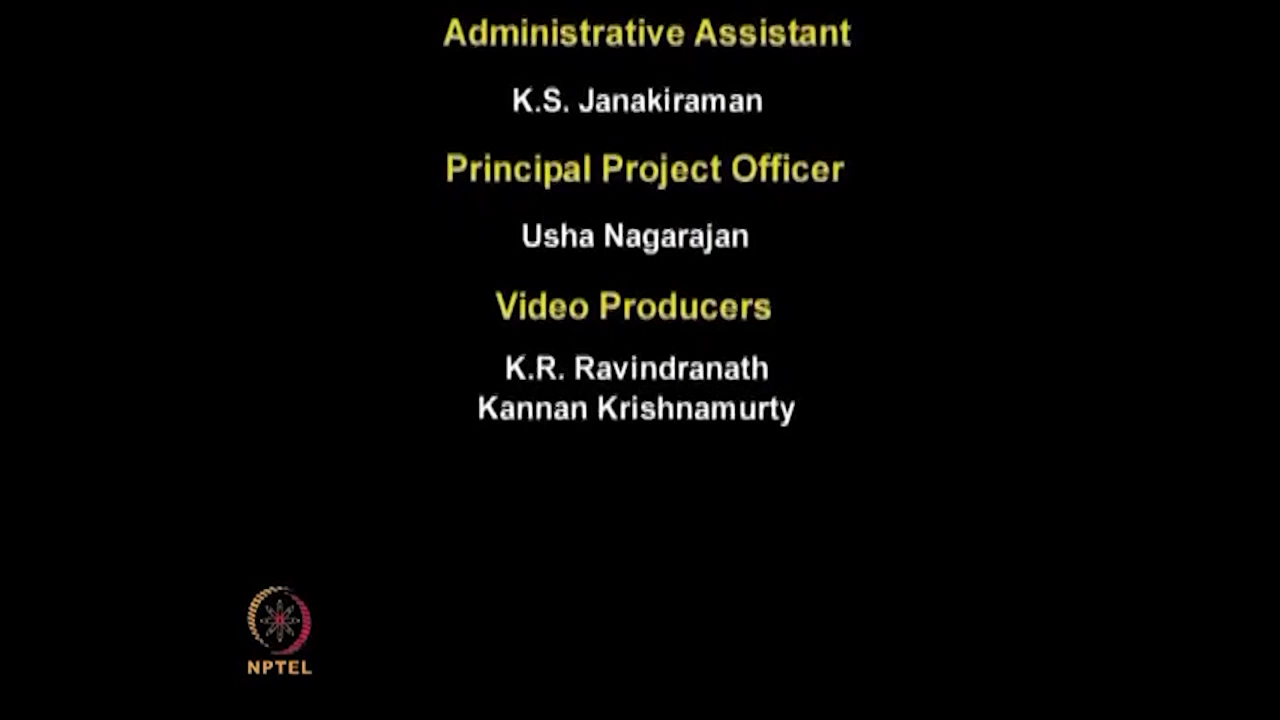 Administrative Assistant
K.S. Janakiraman
Principal Project Officer
Usha Nagarajan
Video Producers
K.R. Ravindranath
Kannan Krishnamurty
NPTEL